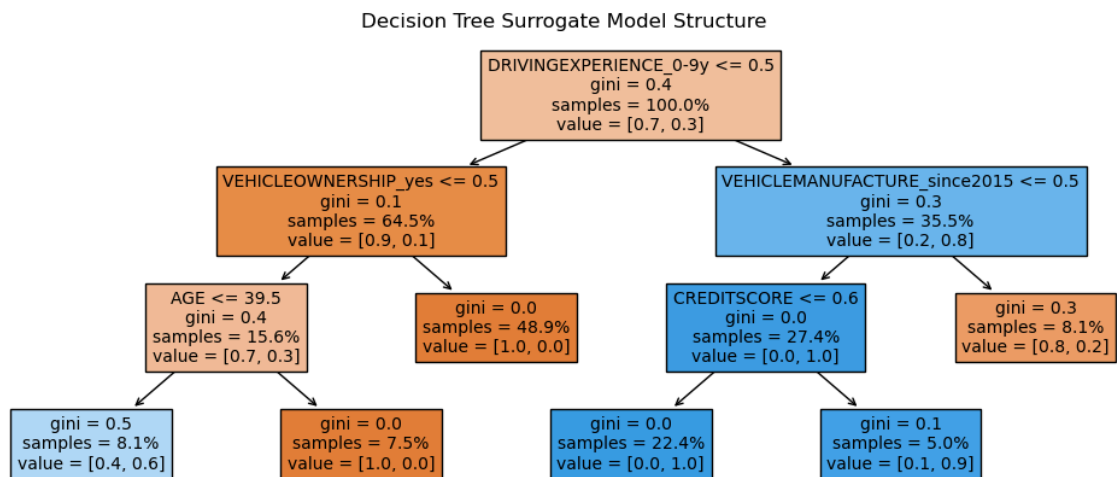 Decision Tree Surrogate Model Structure
DRIVINGEXPERIENCE_0-9y <= 0.5
gini = 0.4
samples = 100.0%
value = [0.7, 0.3]
VEHICLEOWNERSHIP_yes <= 0.5
gini = 0.1
samples = 64.5%
value = [0.9, 0.1]
VEHICLEMANUFACTURE_since2015 <= 0.5
gini = 0.3
samples = 35.5%
value = [0.2, 0.8]
AGE <= 39.5
gini = 0.4
samples = 15.6%
value = [0.7, 0.3]
gini = 0.0
samples = 48.9%
value = [1.0, 0.0]
CREDITSCORE <= 0.6
gini = 0.0
samples = 27.4%
value = [0.0, 1.0]
gini = 0.3
samples = 8.1%
value = [0.8, 0.2]
gini = 0.5
samples = 8.1%
value = [0.4, 0.6]
gini = 0.0
samples = 7.5%
value = [1.0, 0.0]
gini = 0.0
samples = 22.4%
value = [0.0, 1.0]
gini = 0.1
samples = 5.0%
value = [0.1, 0.9]